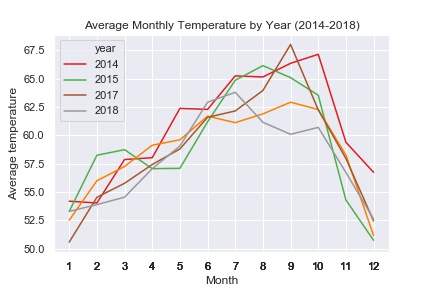 Average Monthly Temperature by Year (2014-2018)
year
2014
2015
2017
2018
67.5
65.0
62.5
60.0
57.5
55.0
52.5
50.0
Average temperature
1 2 3 4 5 6 7 8 9 10 11 12
Month